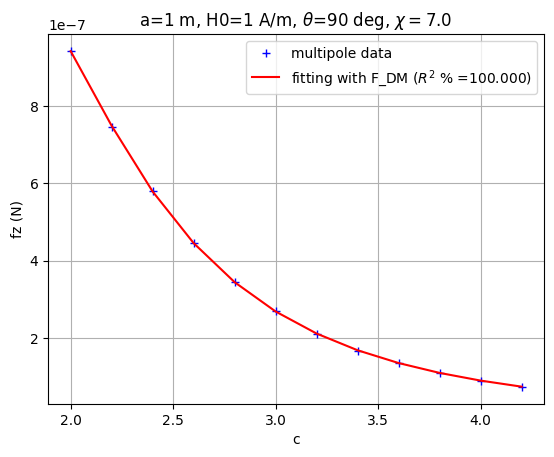 a=1 m, H0=1 A/m, θ=90 deg, χ = 7.0
1e−7
multipole data
fitting with F_DM (R² % =100.000)
8
6
4
2
fz (N)
2.0 2.5 3.0 3.5 4.0
c